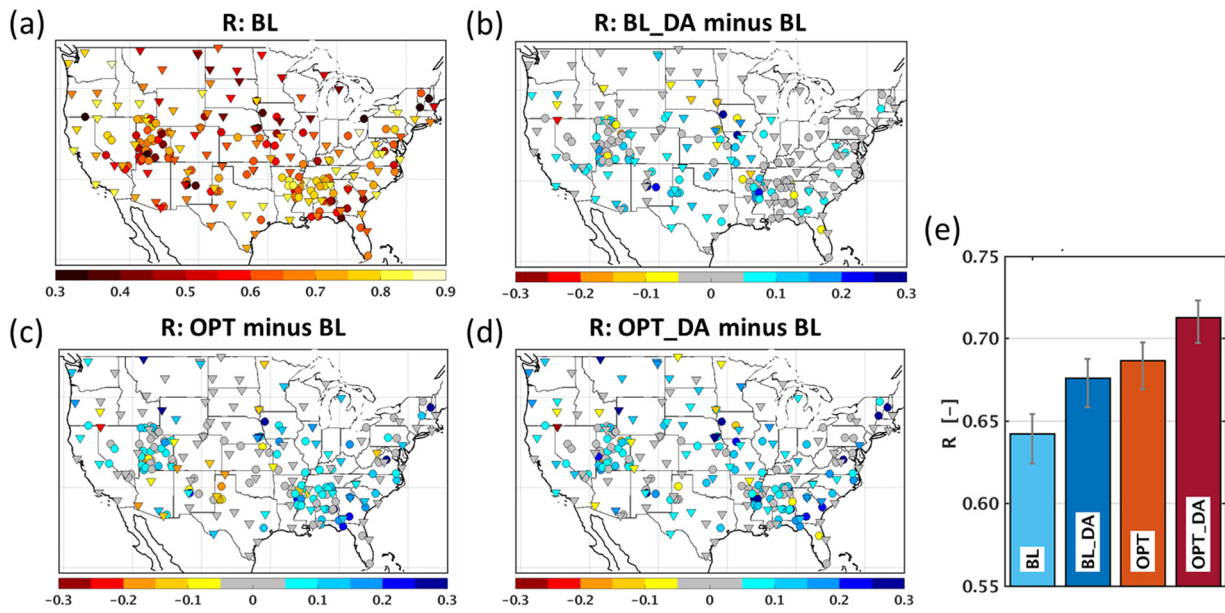 (a) R: BL
0.3 0.4 0.5 0.6 0.7 0.8 0.9
(b) R: BL_DA minus BL
−0.3 −0.2 −0.1 0 0.1 0.2 0.3
(c) R: OPT minus BL
−0.3 −0.2 −0.1 0 0.1 0.2 0.3
(d) R: OPT_DA minus BL
−0.3 −0.2 −0.1 0 0.1 0.2 0.3
(e)
0.75
0.70
0.65
0.60
0.55
R [−]
BL
BL_DA
OPT
OPT_DA